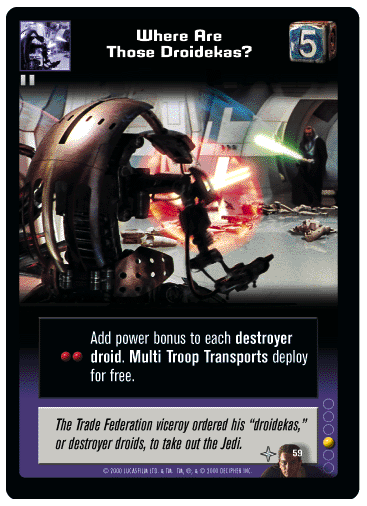 Where Are
Those Droidekas?
5
Add power bonus to each destroyer
droid. Multi Troop Transports deploy
for free.
The Trade Federation viceroy ordered his “droidekas,”
or destroyer droids, to take out the Jedi.
59
© 2000 LUCASFILM LTD. & TM. TM, ®, & © 2000 DECIPHER INC.